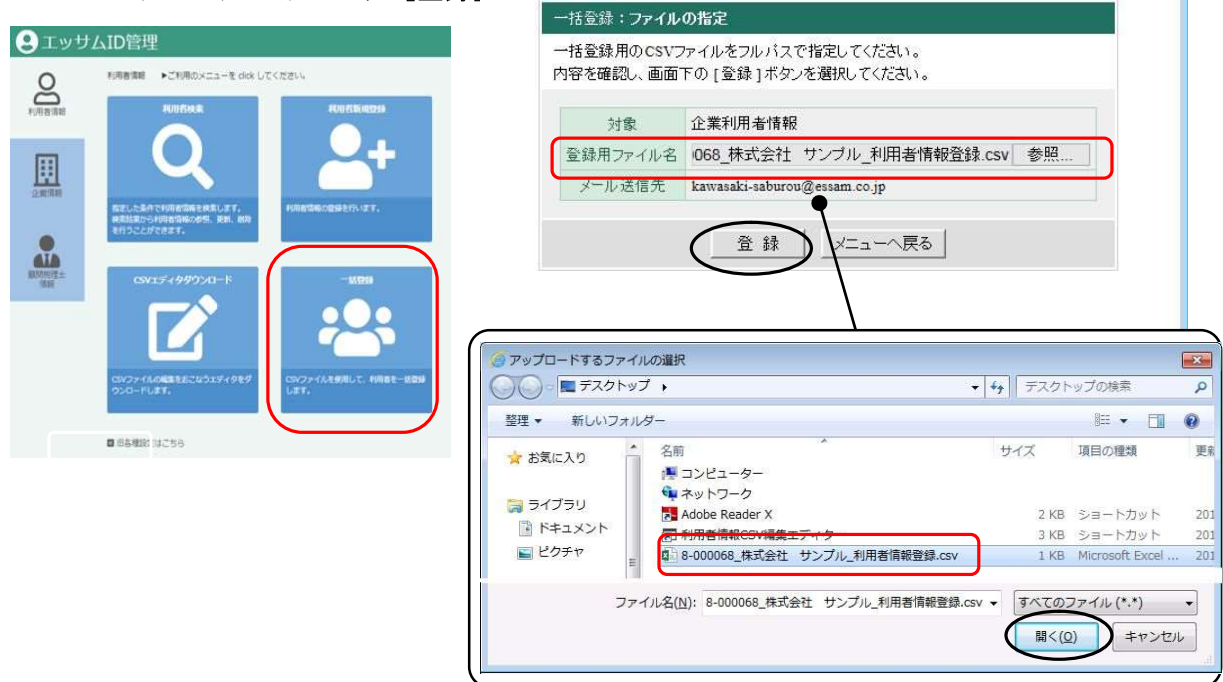 エッサムID管理
利用者情報 ▶ご利用のメニューを click してください。
利用者情報
企業情報
顧問税理士
情報
利用者検索
指定した条件で利用者情報を検索します。
検索結果から利用者情報の参照、更新、削除
を行うことができます。
利用者新規登録
利用者情報の登録を行います。
CSVエディタダウンロード
CSVファイルの編集をおこなうエディタをダ
ウンロードします。
一括登録
CSVファイルを使用して、利用者を一括登録
します。
はこちら
一括登録：ファイルの指定
一括登録用のCSVファイルをフルパスで指定してください。
内容を確認し、画面下の [ 登録 ] ボタンを選択してください。
対象 企業利用者情報
登録用ファイル名 068_株式会社 サンプル_利用者情報登録.csv 参照...
メール送信先 kawasaki-saburou@essam.co.jp
登 録 メニューへ戻る
アップロードするファイルの選択
デスクトップ デスクトップの検索
整理 新しいフォルダー
お気に入り
ライブラリ
ドキュメント
ピクチャ
名前 サイズ 項目の種類 更新
コンピューター
ネットワーク
Adobe Reader X 2 KB ショートカット 201
利用者情報CSV編集エディター 3 KB ショートカット 201
8-000068_株式会社 サンプル_利用者情報登録.csv 1 KB Microsoft Excel ... 201
ファイル名(N): 8-000068_株式会社 サンプル_利用者情報登録.csv すべてのファイル (*.*)
開く(O) キャンセル